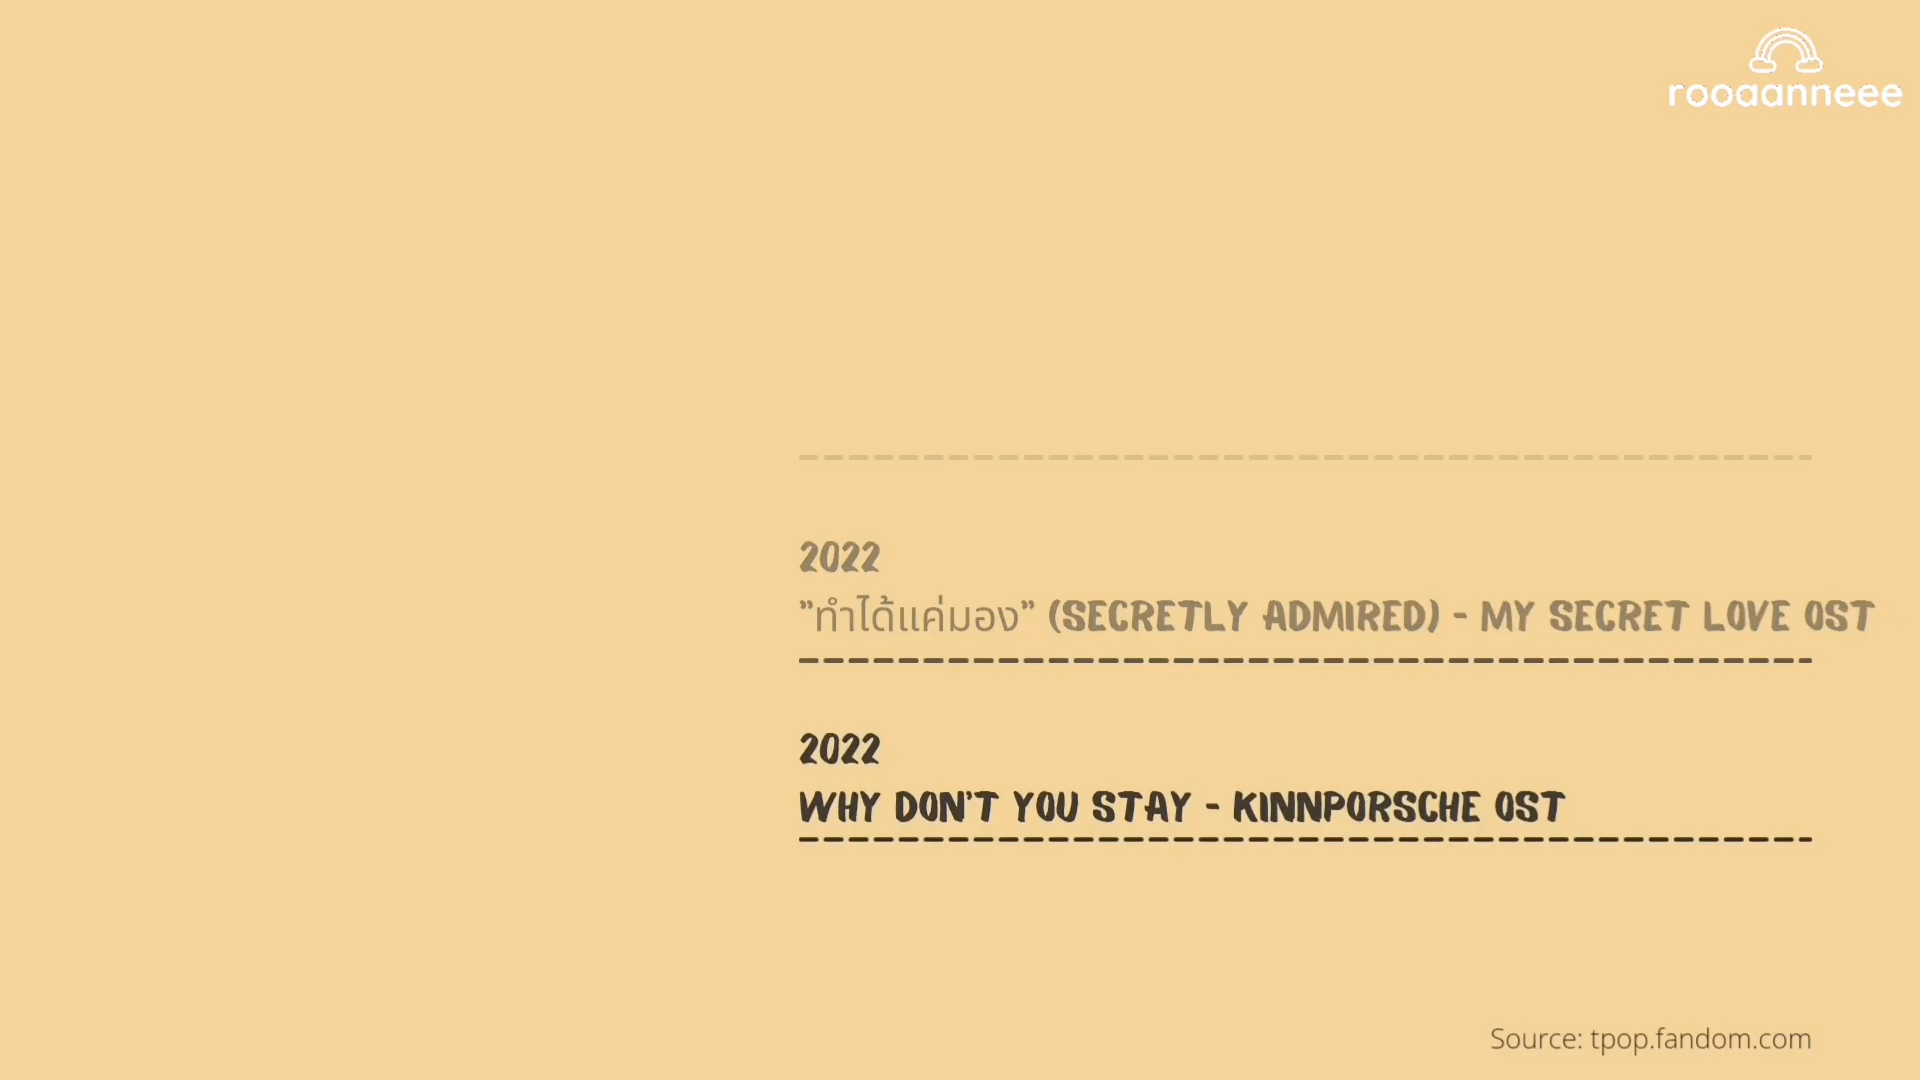 rooaanneee
2022
"ทำได้แค่มอง" (SECRETLY ADMIRED) - MY SECRET LOVE OST
2022
WHY DON'T YOU STAY - KINNPORSCHE OST
Source: tpop.fandom.com